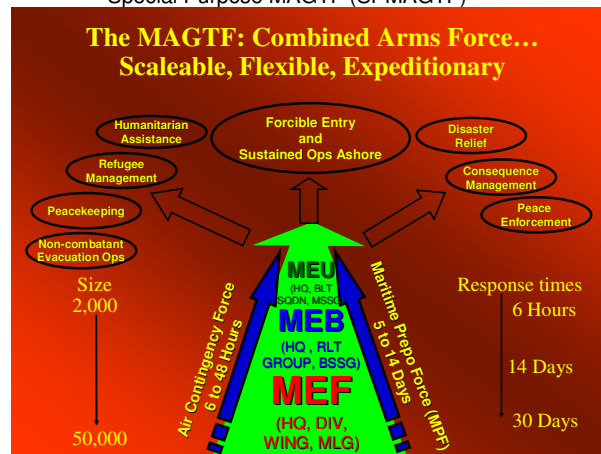 Special Purpose MAGTF (SPMAGTF)
The MAGTF: Combined Arms Force…
Scaleable, Flexible, Expeditionary
Humanitarian
Assistance
Refugee
Management
Peacekeeping
Non-combatant
Evacuation Ops
Forcible Entry
and
Sustained Ops Ashore
Disaster
Relief
Consequence
Management
Peace
Enforcement
Size
2,000
50,000
Air Contingency Force
6 to 48 Hours
MEU
(HQ, BLT
SQDN, MSSG)
MEB
(HQ , RLT
GROUP, BSSG)
MEF
(HQ, DIV,
WING, MLG)
Maritime Prepo Force (MPF)
5 to 14 Days
Response times
6 Hours
14 Days
30 Days